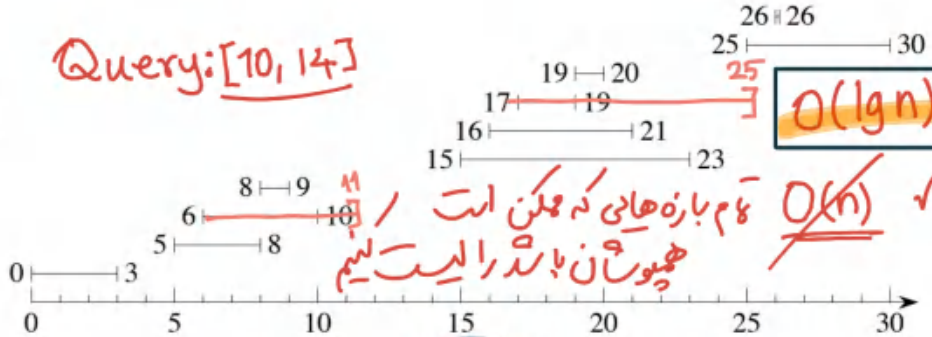 26 26
25 30
Query:[10,14]
19 20
25
17 19
O(lg n)
16 21
15 23
8 9
11
تمام بازه‌هایی که ممکن است
O(n) ✓
6 10
5 8
همپوشان باشند را لیست کنیم
0 3
0 5 10 15 20 25 30